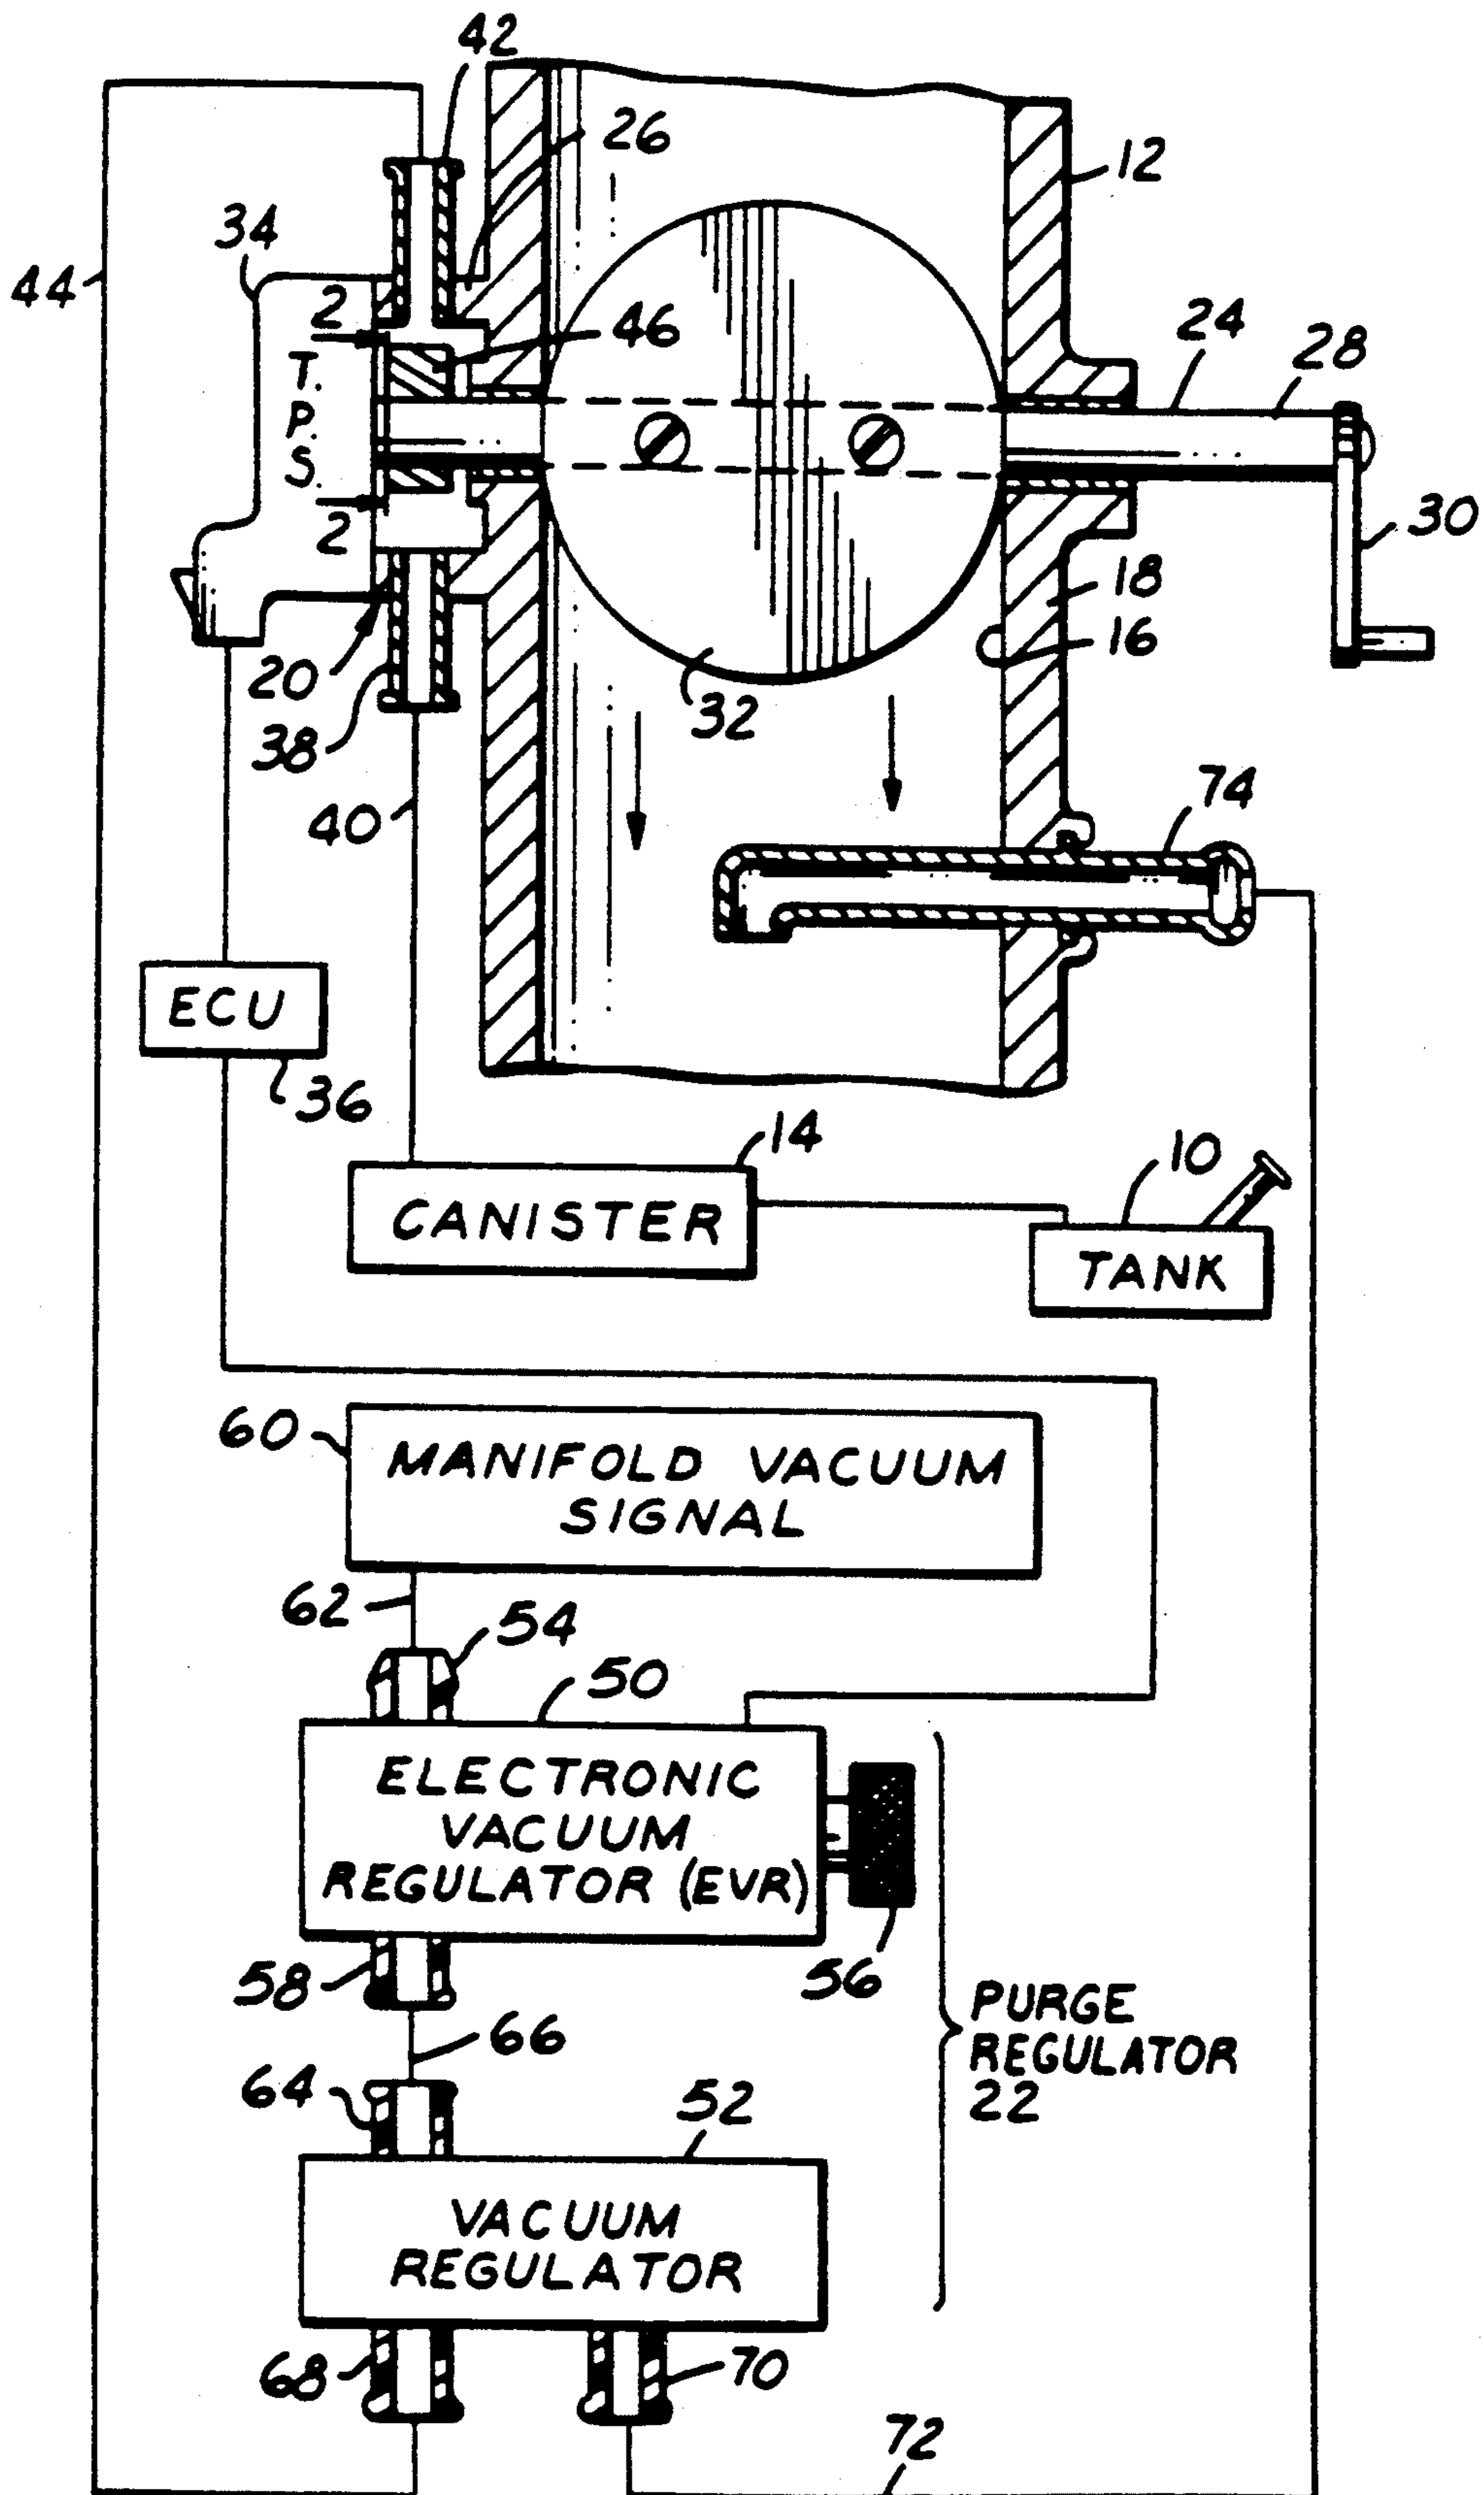 42
26
12
34
44
2
46
24
28
T.
P.
S.
2
30
18
16
20
32
38
74
40
ECU
36
14
10
CANISTER
TANK
60
MANIFOLD VACUUM
SIGNAL
62
54
50
ELECTRONIC
VACUUM
REGULATOR (EVR)
58
56
PURGE
REGULATOR
22
66
64
52
VACUUM
REGULATOR
68
70
72